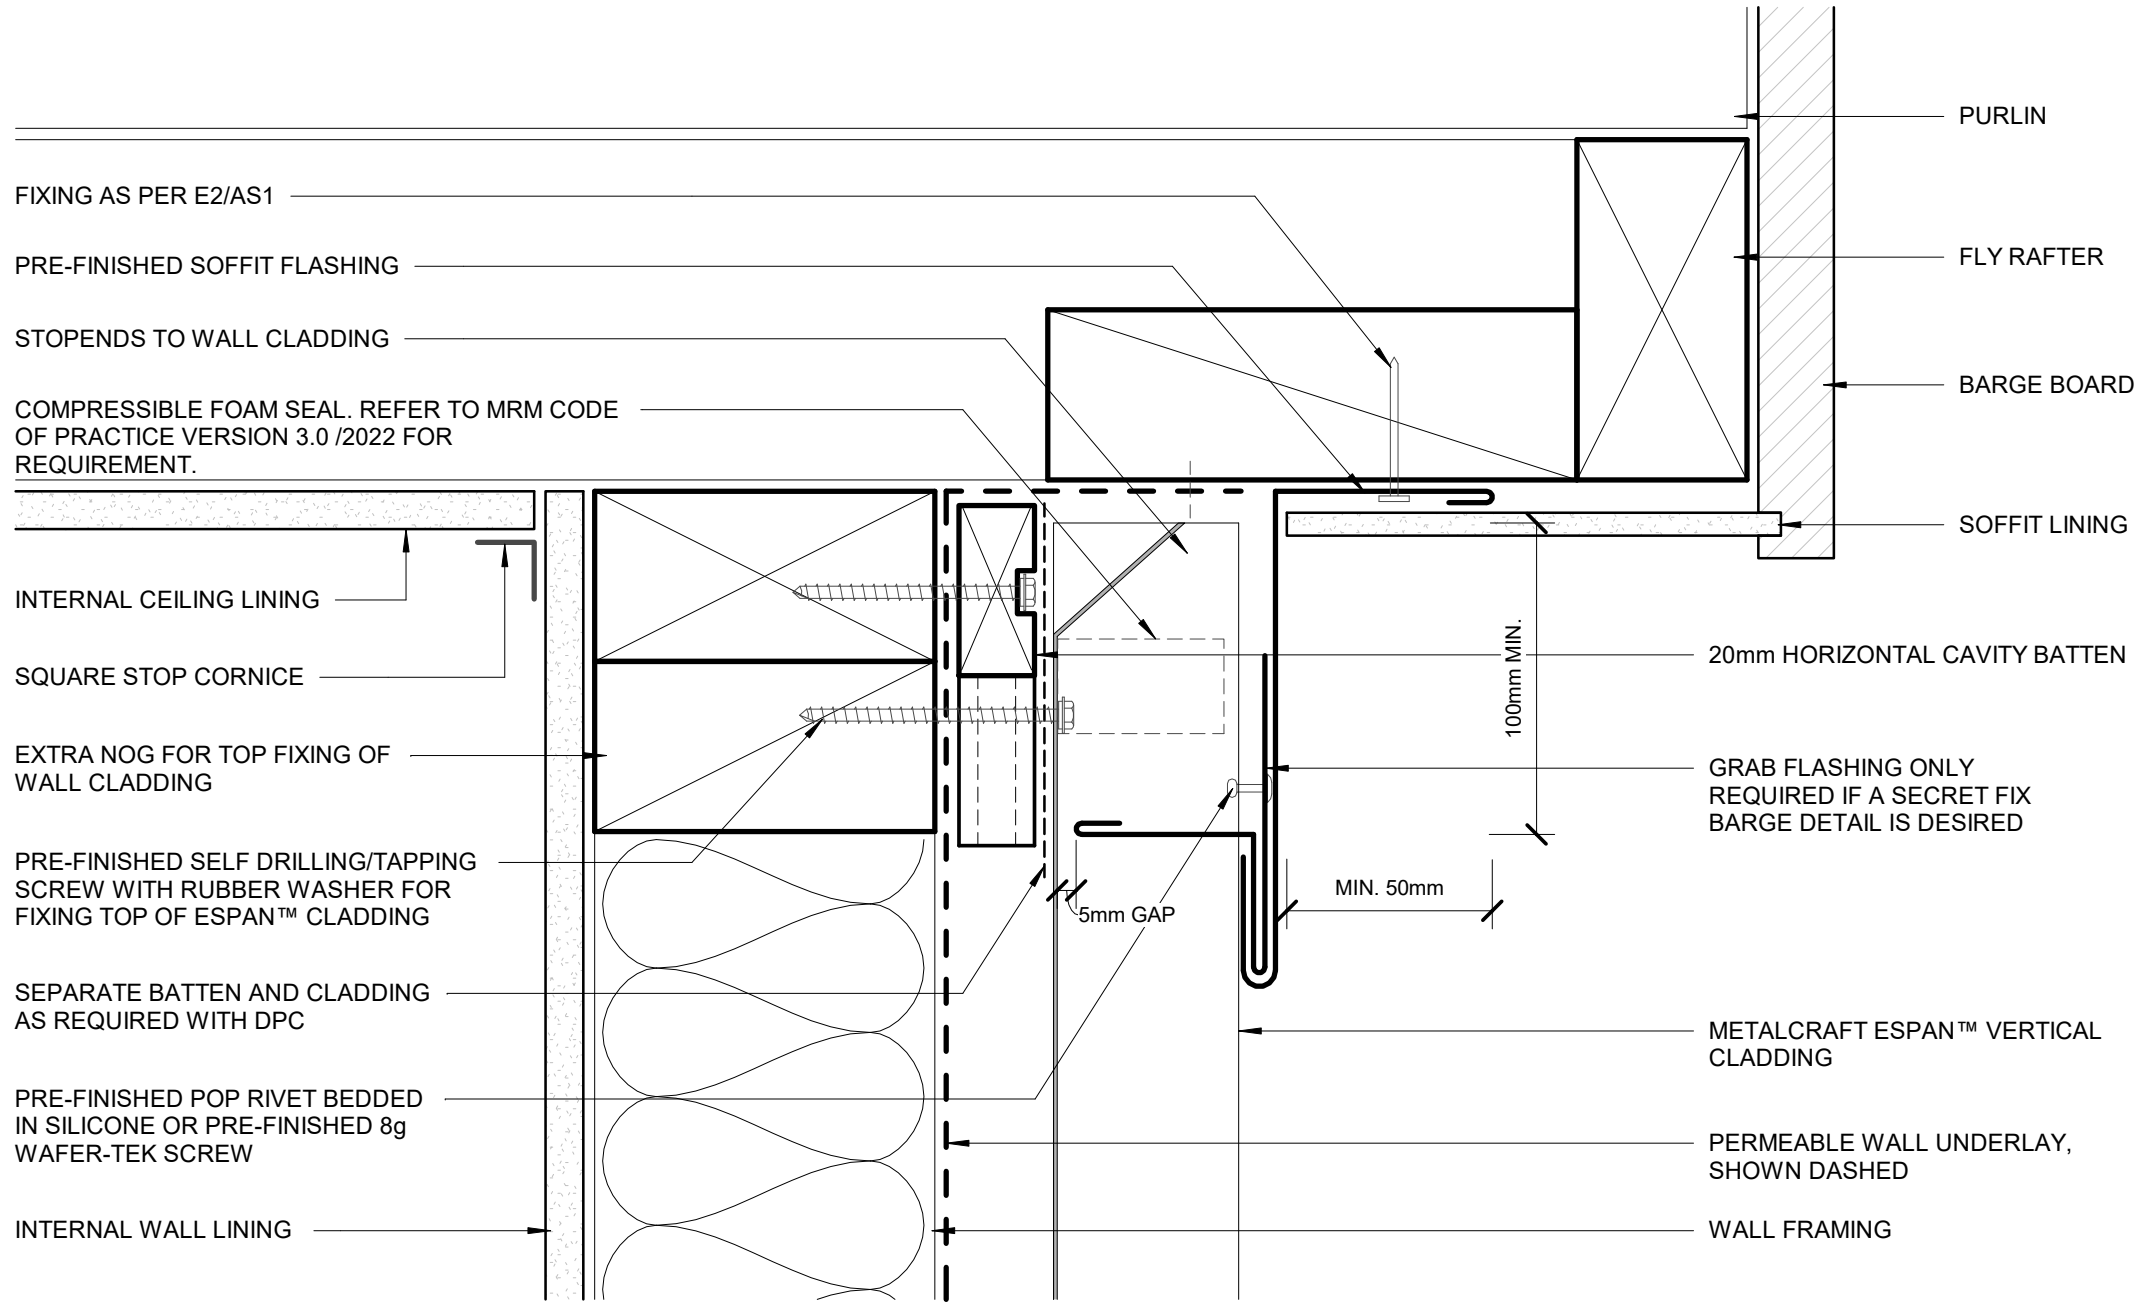 FIXING AS PER E2/AS1
PRE-FINISHED SOFFIT FLASHING
STOPENDS TO WALL CLADDING
COMPRESSIBLE FOAM SEAL. REFER TO MRM CODE
OF PRACTICE VERSION 3.0 /2022 FOR
REQUIREMENT.
INTERNAL CEILING LINING
SQUARE STOP CORNICE
EXTRA NOG FOR TOP FIXING OF
WALL CLADDING
PRE-FINISHED SELF DRILLING/TAPPING
SCREW WITH RUBBER WASHER FOR
FIXING TOP OF ESPAN™ CLADDING
SEPARATE BATTEN AND CLADDING
AS REQUIRED WITH DPC
PRE-FINISHED POP RIVET BEDDED
IN SILICONE OR PRE-FINISHED 8g
WAFER-TEK SCREW
INTERNAL WALL LINING
5mm GAP
MIN. 50mm
100mm MIN.
PURLIN
FLY RAFTER
BARGE BOARD
SOFFIT LINING
20mm HORIZONTAL CAVITY BATTEN
GRAB FLASHING ONLY
REQUIRED IF A SECRET FIX
BARGE DETAIL IS DESIRED
METALCRAFT ESPAN™ VERTICAL
CLADDING
PERMEABLE WALL UNDERLAY,
SHOWN DASHED
WALL FRAMING